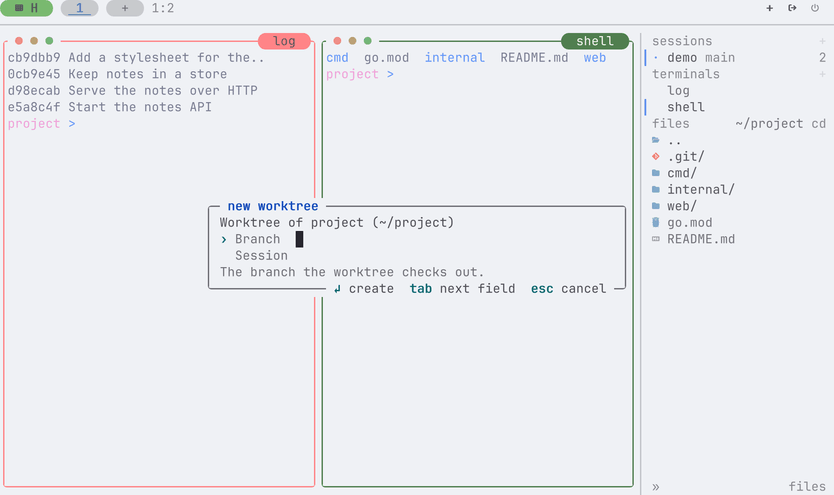 H 1 + 1:2 +
log
cb9dbb9 Add a stylesheet for the..
0cb9e45 Keep notes in a store
d98ecab Serve the notes over HTTP
e5a8c4f Start the notes API
project >
shell
cmd go.mod internal README.md web
project >
new worktree
Worktree of project (~/project)
› Branch
Session
The branch the worktree checks out.
↲ create tab next field esc cancel
sessions +
· demo main 2
terminals +
log
shell
files ~/project cd
..
.git/
cmd/
internal/
web/
go.mod
README.md
» files